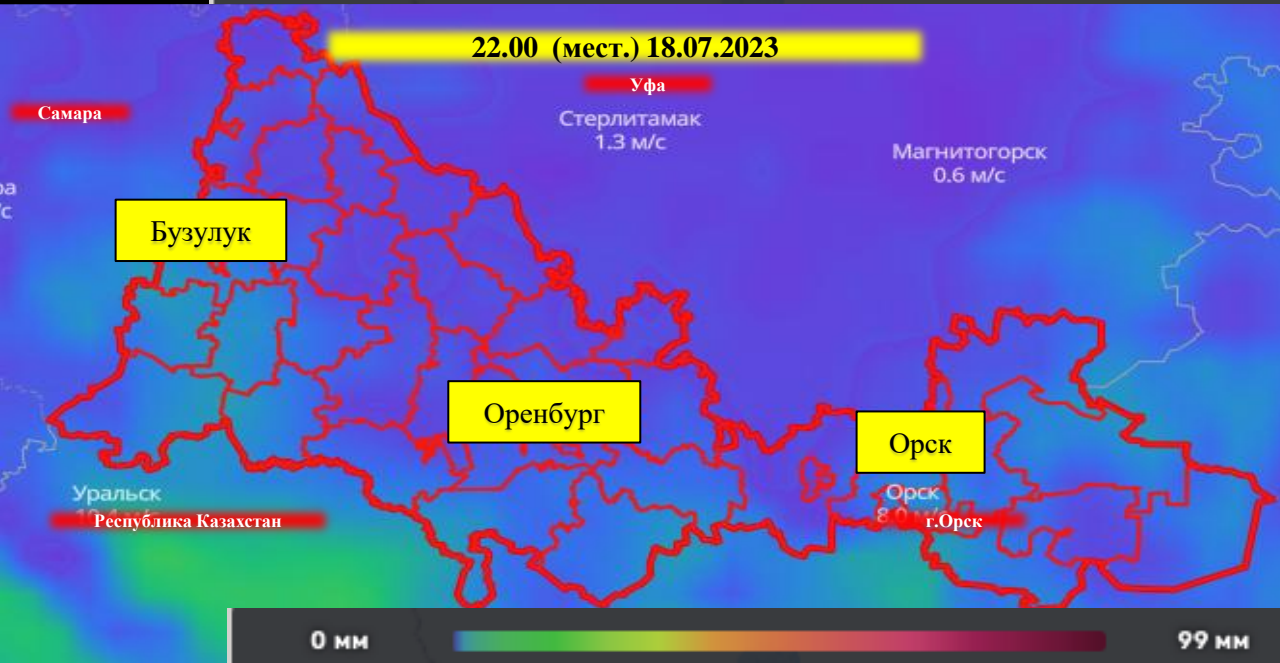 22.00 (мест.) 18.07.2023
Уфа
Самара
Стерлитамак
1.3 м/с
Магнитогорск
0.6 м/с
Бузулук
Оренбург
Орск
Уральск
Орск
Республика Казахстан
г.Орск
0 мм
99 мм